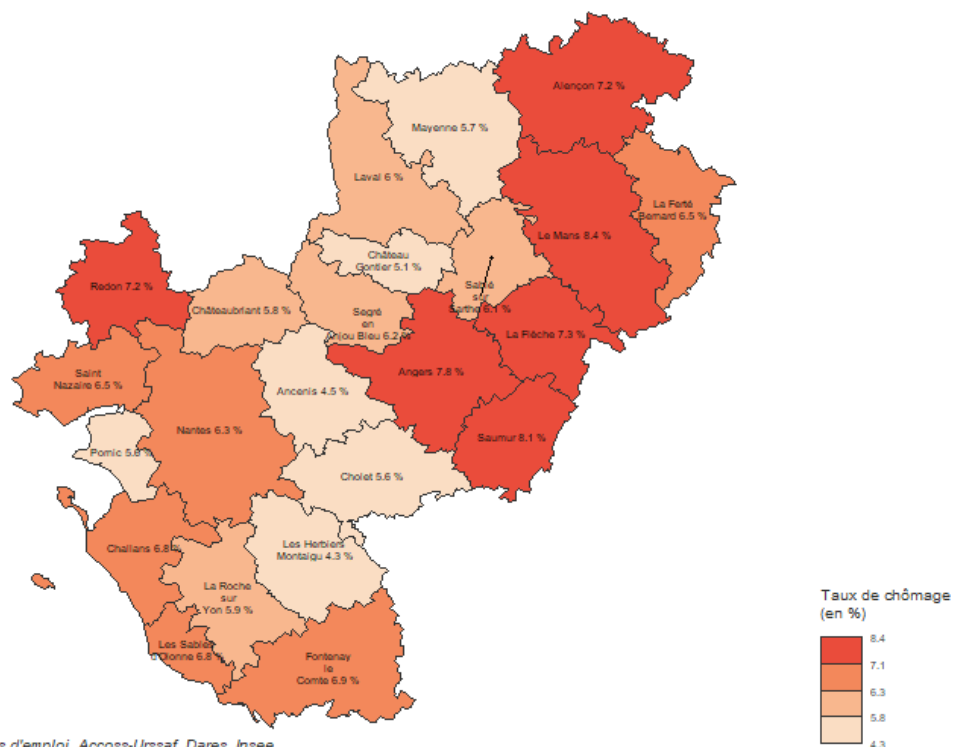 Alençon 7.2 %
Mayenne 5.7 %
Laval 6 %
La Ferté
Bernard 6.5 %
Le Mans 8.4 %
Château
Gontier 5.1 %
Redon 7.2 %
Sablé
sur
Sarthe 6.1 %
Châteaubriant 5.8 %
Segré
en
Anjou Bleu 6.2 %
La Flèche 7.3 %
Saint
Nazaire 6.5 %
Angers 7.8 %
Ancenis 4.5 %
Nantes 6.3 %
Saumur 8.1 %
Pornic
Cholet 5.6 %
Challans 6.8 %
Les Herbiers
Montaigu 4.3 %
La Roche
sur
Yon 5.9 %
Les Sables
d'Olonne 6.8 %
Fontenay
le
Comte 6.9 %
Taux de chômage
(en %)
8.4
7.1
6.3
5.8
4.3
d'emploi, Accoss-Urssaf, Dares, Insee